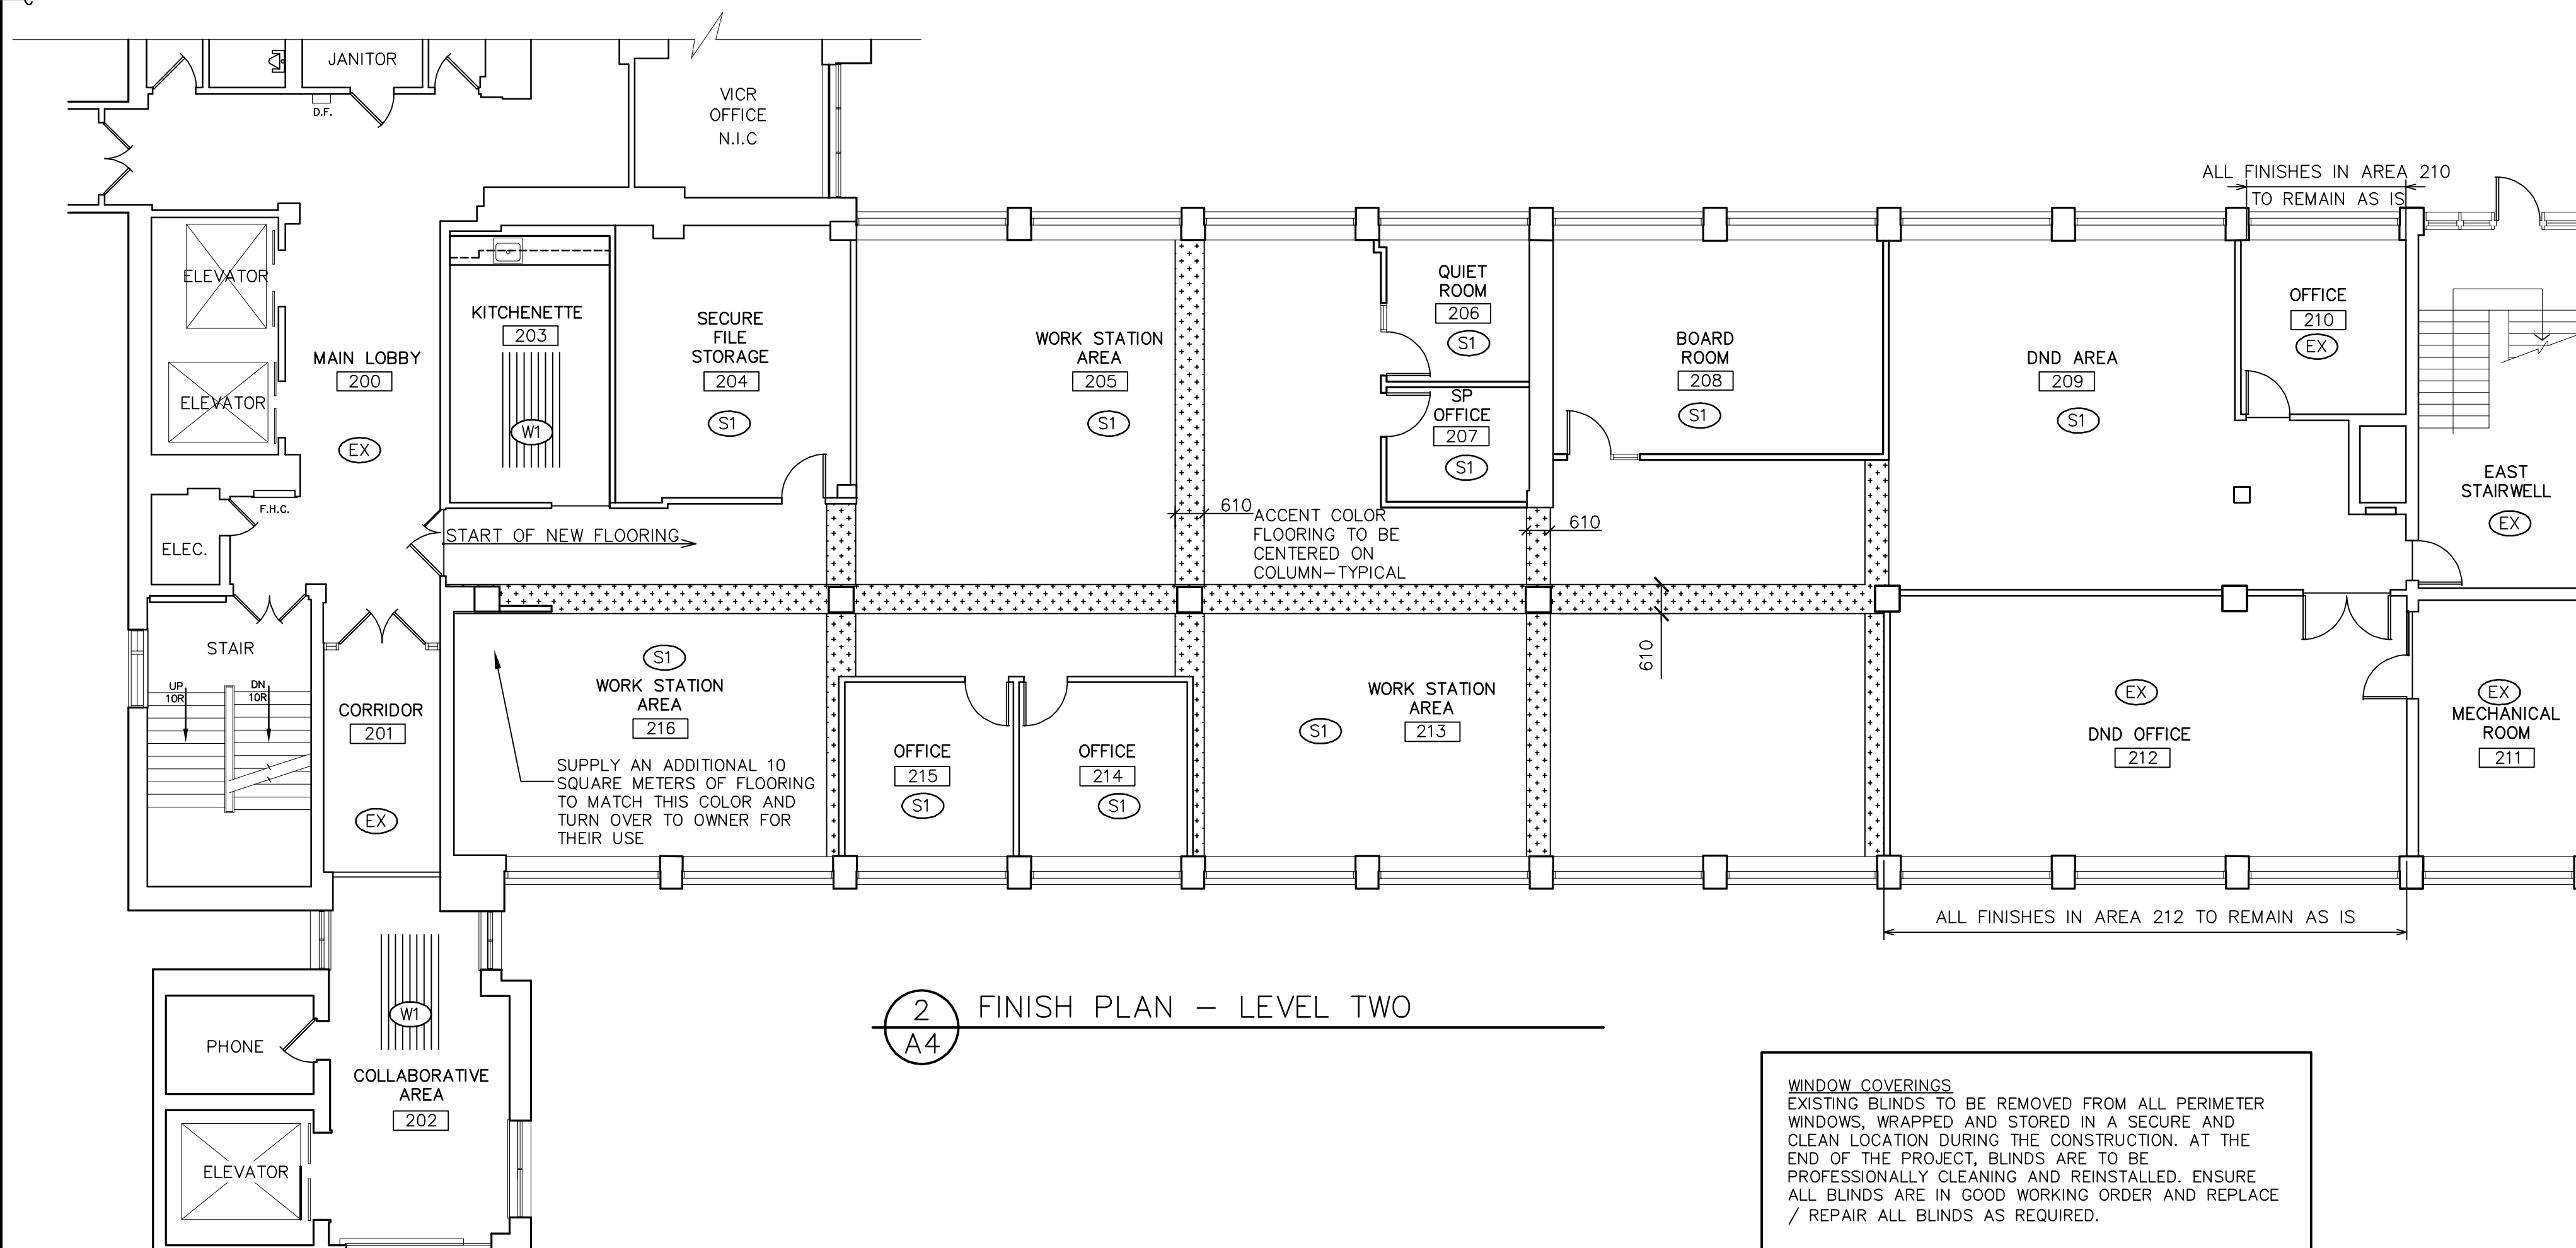 JANITOR
D.F.
VICR
OFFICE
N.I.C
ALL FINISHES IN AREA 210
TO REMAIN AS IS
ELEVATOR
ELEVATOR
MAIN LOBBY
200
EX
KITCHENETTE
203
W1
SECURE
FILE
STORAGE
204
S1
WORK STATION
AREA
205
S1
QUIET
ROOM
206
S1
SP
OFFICE
207
S1
BOARD
ROOM
208
S1
DND AREA
209
S1
OFFICE
210
EX
EAST
STAIRWELL
EX
F.H.C.
ELEC.
START OF NEW FLOORING
610
ACCENT COLOR
FLOORING TO BE
CENTERED ON
COLUMN-TYPICAL
610
610
STAIR
UP
10R
DN
10R
CORRIDOR
201
EX
S1
WORK STATION
AREA
216
SUPPLY AN ADDITIONAL 10
SQUARE METERS OF FLOORING
TO MATCH THIS COLOR AND
TURN OVER TO OWNER FOR
THEIR USE
OFFICE
215
S1
OFFICE
214
S1
WORK STATION
AREA
213
S1
EX
DND OFFICE
212
EX
MECHANICAL
ROOM
211
ALL FINISHES IN AREA 212 TO REMAIN AS IS
W1
PHONE
COLLABORATIVE
AREA
202
ELEVATOR
2
A4
FINISH PLAN - LEVEL TWO
WINDOW COVERINGS
EXISTING BLINDS TO BE REMOVED FROM ALL PERIMETER
WINDOWS, WRAPPED AND STORED IN A SECURE AND
CLEAN LOCATION DURING THE CONSTRUCTION. AT THE
END OF THE PROJECT, BLINDS ARE TO BE
PROFESSIONALLY CLEANING AND REINSTALLED. ENSURE
ALL BLINDS ARE IN GOOD WORKING ORDER AND REPLACE
/ REPAIR ALL BLINDS AS REQUIRED.